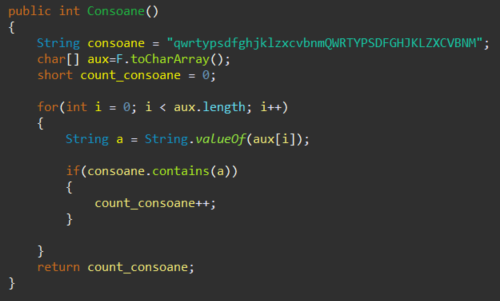 public int Consoane()
{
    String consoane = "qwrtypsdfghjklzxcvbnmQWRTYPSDFGHJKLZXCVBNM";
    char[] aux=F.toCharArray();
    short count_consoane = 0;

    for(int i = 0; i < aux.length; i++)
    {
        String a = String.valueOf(aux[i]);

        if(consoane.contains(a))
        {
            count_consoane++;
        }

    }
    return count_consoane;
}